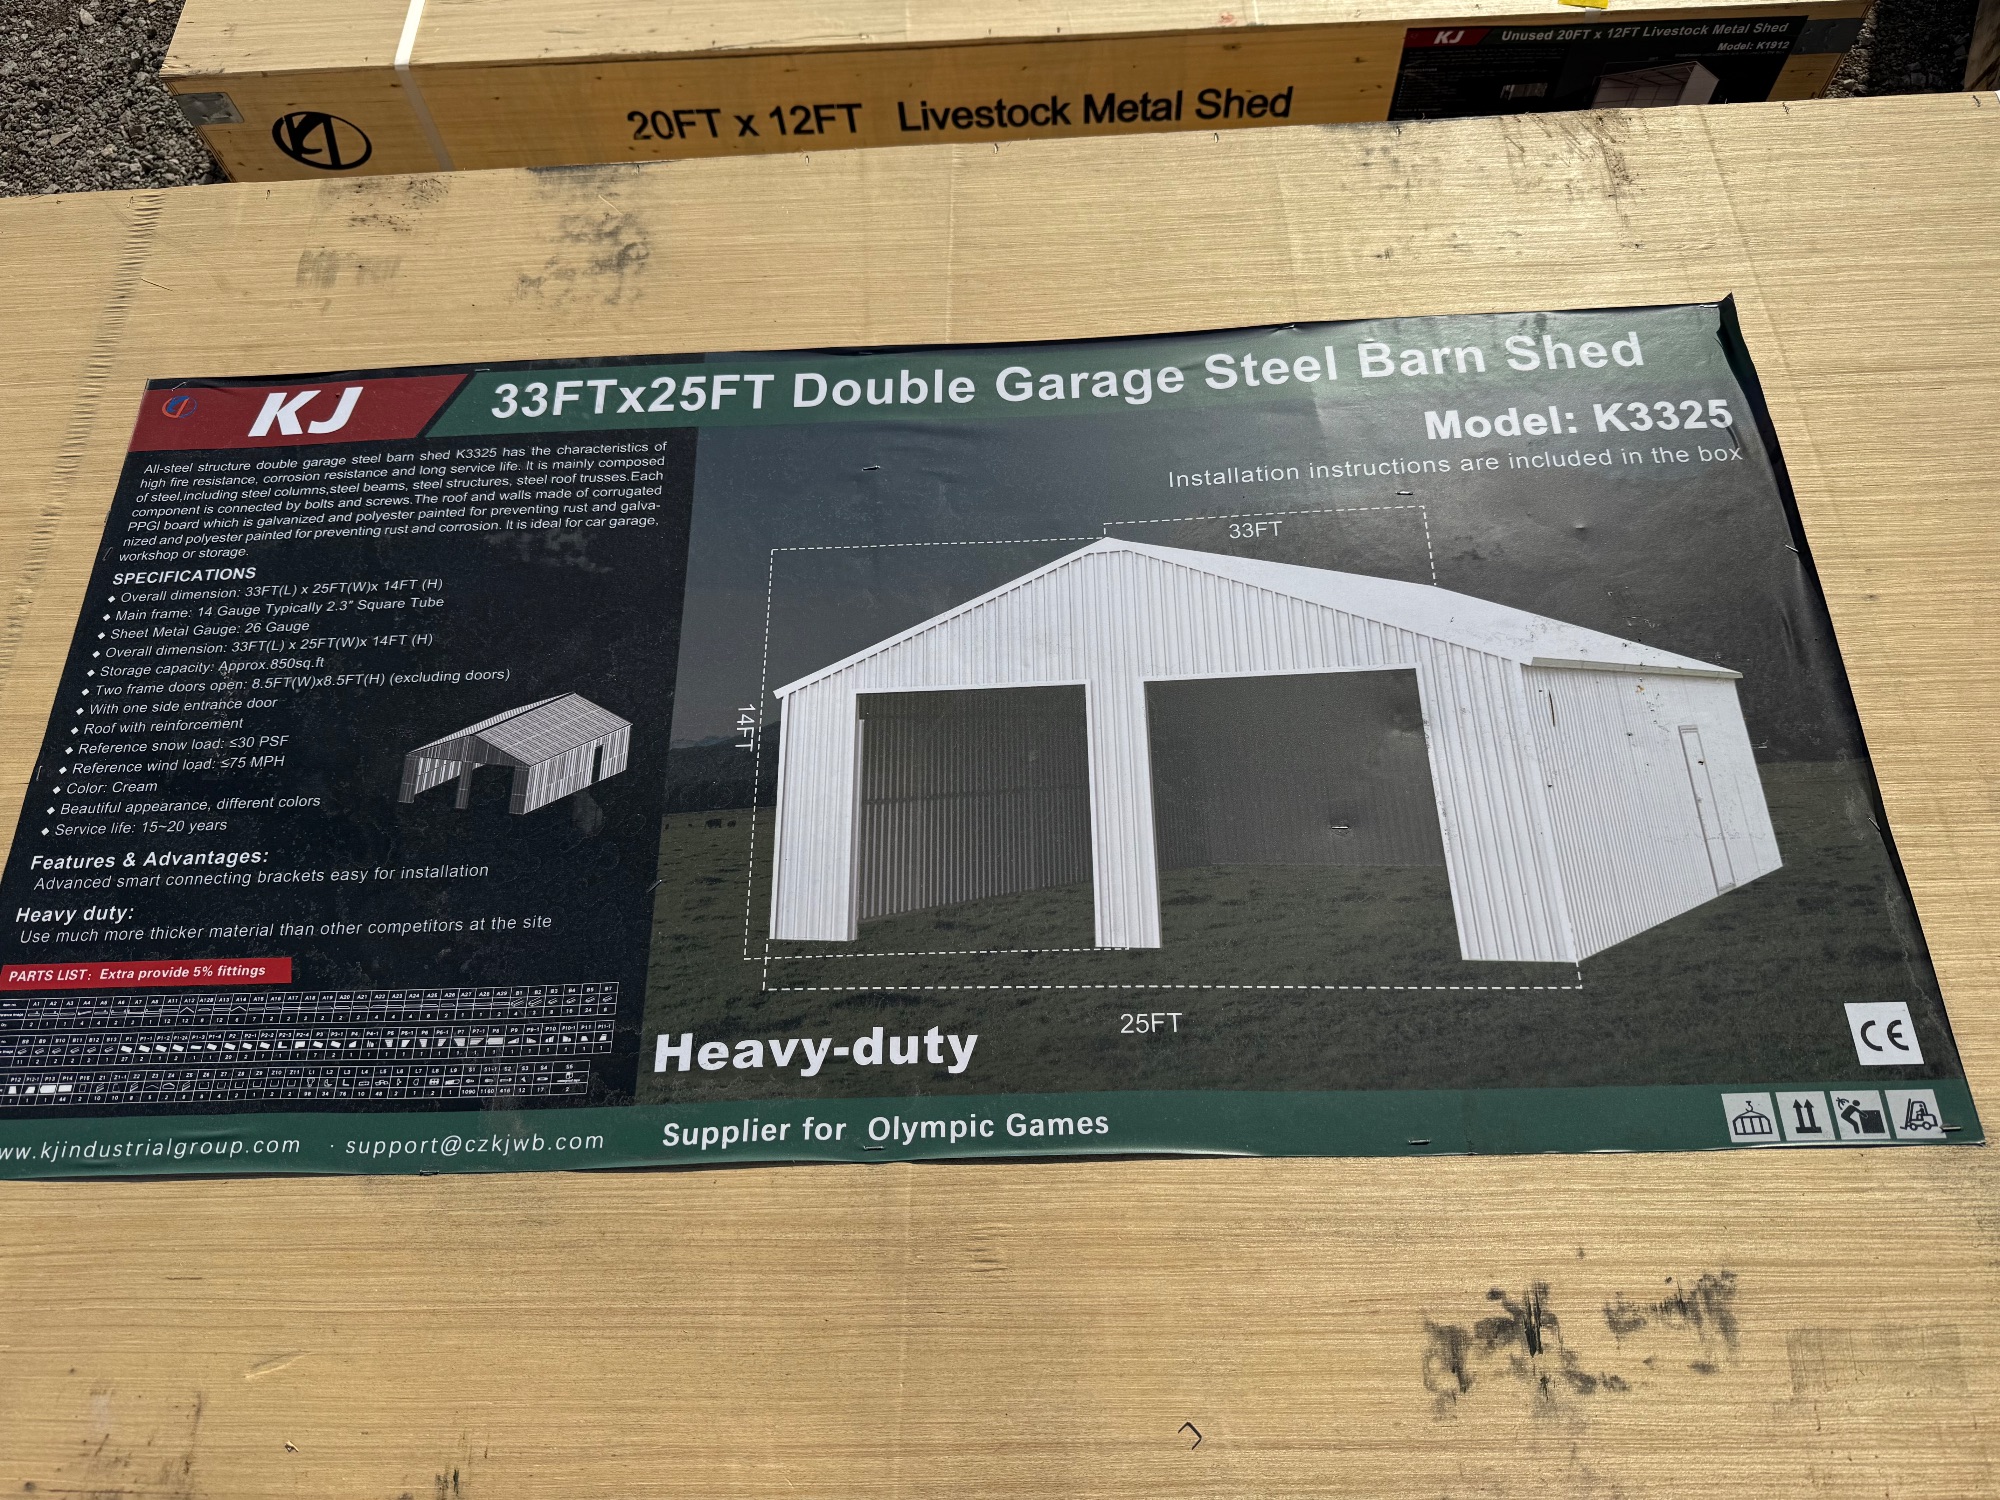 KJ
Unused 20FT x 12FT Livestock Metal Shed
Model: K1912
20FT x 12FT Livestock Metal Shed
KJ
33FTx25FT Double Garage Steel Barn Shed
Model: K3325
Installation instructions are included in the box
All-steel structure double garage steel barn shed K3325 has the characteristics of
high fire resistance, corrosion resistance and long service life. It is mainly composed
of steel,including steel columns,steel beams, steel structures, steel roof trusses.Each
component is connected by bolts and screws.The roof and walls made of corrugated
PPGI board which is galvanized and polyester painted for preventing rust and galva-
nized and polyester painted for preventing rust and corrosion. It is ideal for car garage,
workshop or storage.
SPECIFICATIONS
◆ Overall dimension: 33FT(L) x 25FT(W)x 14FT (H)
◆ Main frame: 14 Gauge Typically 2.3" Square Tube
◆ Sheet Metal Gauge: 26 Gauge
◆ Overall dimension: 33FT(L) x 25FT(W)x 14FT (H)
◆ Storage capacity: Approx.850sq.ft
◆ Two frame doors open: 8.5FT(W)x8.5FT(H) (excluding doors)
◆ With one side entrance door
◆ Roof with reinforcement
◆ Reference snow load: ≤30 PSF
◆ Reference wind load: ≤75 MPH
◆ Color: Cream
◆ Beautiful appearance, different colors
◆ Service life: 15~20 years
Features & Advantages:
Advanced smart connecting brackets easy for installation
Heavy duty:
Use much more thicker material than other competitors at the site
PARTS LIST: Extra provide 5% fittings
33FT
14FT
25FT
Heavy-duty
CE
ww.kjindustrialgroup.com · support@czkjwb.com
Supplier for Olympic Games